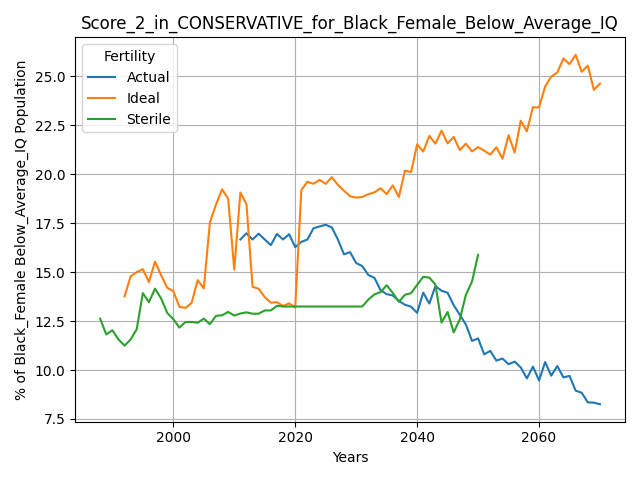 Score_2_in_CONSERVATIVE_for_Black_Female_Below_Average_IQ
% of Black_Female Below_Average_IQ Population
25.0
22.5
20.0
17.5
15.0
12.5
10.0
7.5
Fertility
Actual
Ideal
Sterile
2000
2020
2040
2060
Years